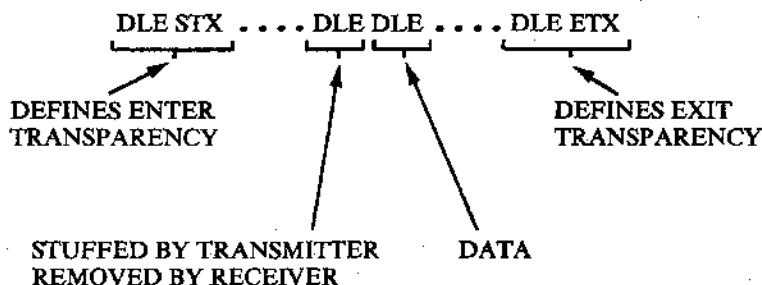 DLE STX . . . . DLE DLE . . . . DLE ETX
DEFINES ENTER
TRANSPARENCY
DEFINES EXIT
TRANSPARENCY
STUFFED BY TRANSMITTER
REMOVED BY RECEIVER
DATA